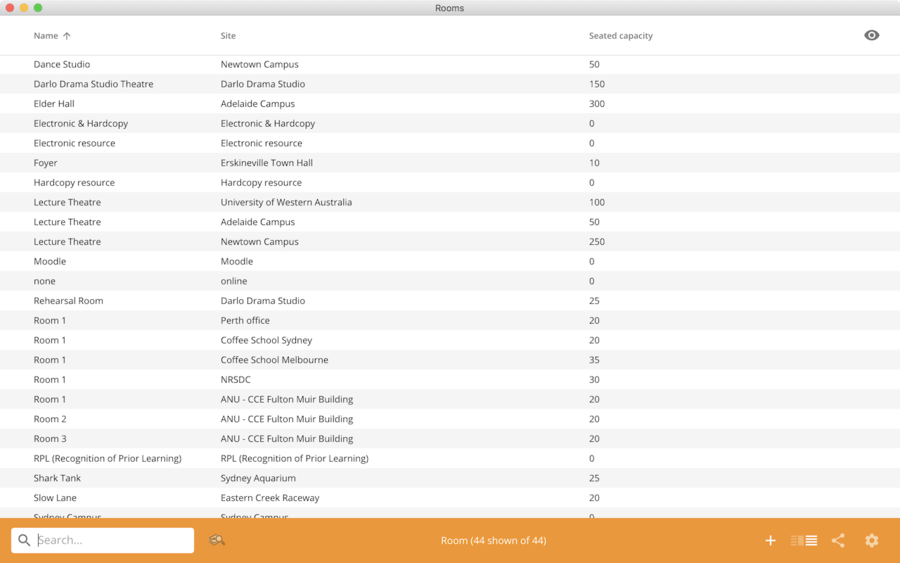 Rooms
Name Site Seated capacity
Dance Studio Newtown Campus 50
Darlo Drama Studio Theatre Darlo Drama Studio 150
Elder Hall Adelaide Campus 300
Electronic & Hardcopy Electronic & Hardcopy 0
Electronic resource Electronic resource 0
Foyer Erskineville Town Hall 10
Hardcopy resource Hardcopy resource 0
Lecture Theatre University of Western Australia 100
Lecture Theatre Adelaide Campus 50
Lecture Theatre Newtown Campus 250
Moodle Moodle 0
none online 0
Rehearsal Room Darlo Drama Studio 25
Room 1 Perth office 20
Room 1 Coffee School Sydney 20
Room 1 Coffee School Melbourne 35
Room 1 NRSDC 30
Room 1 ANU - CCE Fulton Muir Building 20
Room 2 ANU - CCE Fulton Muir Building 20
Room 3 ANU - CCE Fulton Muir Building 20
RPL (Recognition of Prior Learning) RPL (Recognition of Prior Learning) 0
Shark Tank Sydney Aquarium 25
Slow Lane Eastern Creek Raceway 20
Sydney Campus Sydney Campus 0
Search... Room (44 shown of 44)